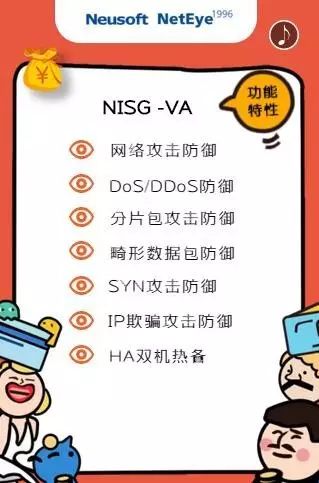 Neusoft NetEye 1996
¥
功能
特性
NISG -VA
网络攻击防御
DoS/DDoS防御
分片包攻击防御
畸形数据包防御
SYN攻击防御
IP欺骗攻击防御
HA双机热备